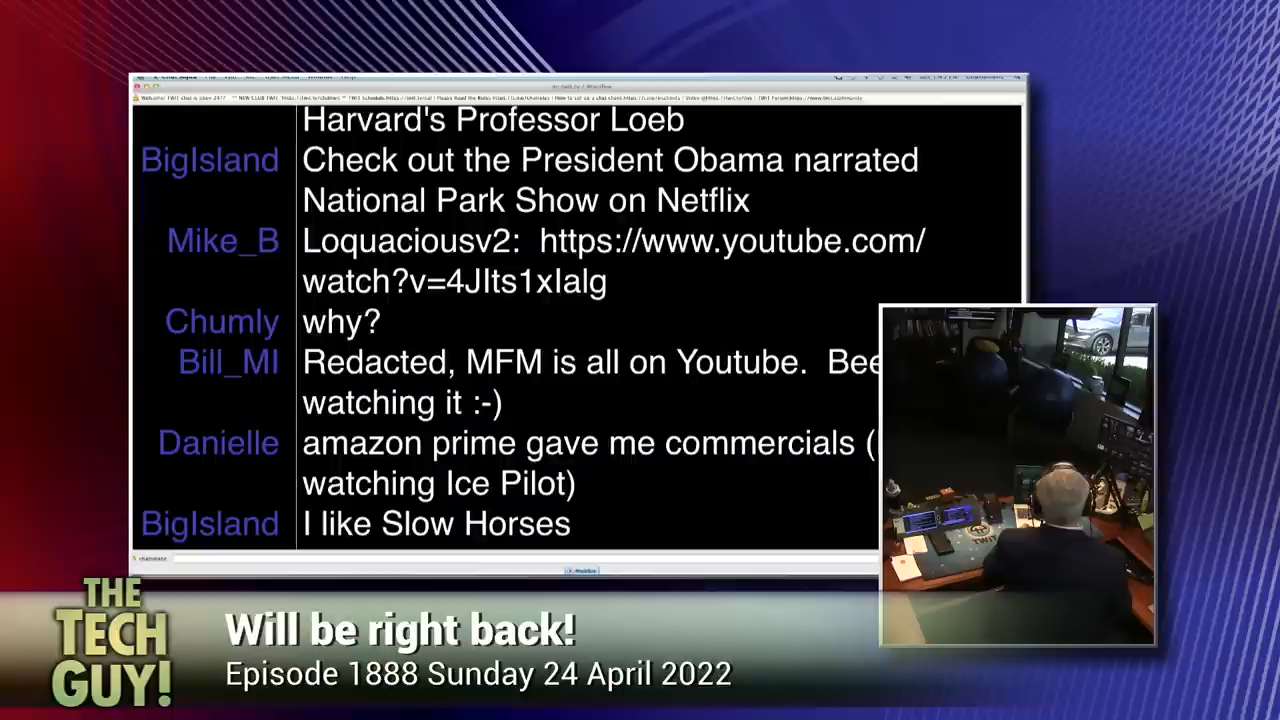 Harvard's Professor Loeb
BigIsland Check out the President Obama narrated
National Park Show on Netflix
Mike_B Loquaciousv2: https://www.youtube.com/
watch?v=4JIts1xIalg
Chumly why?
Bill_MI Redacted, MFM is all on Youtube. Bee
watching it :-)
Danielle amazon prime gave me commercials (
watching Ice Pilot)
BigIsland I like Slow Horses
THE
TECH
GUY!
Will be right back!
Episode 1888 Sunday 24 April 2022
TWiT